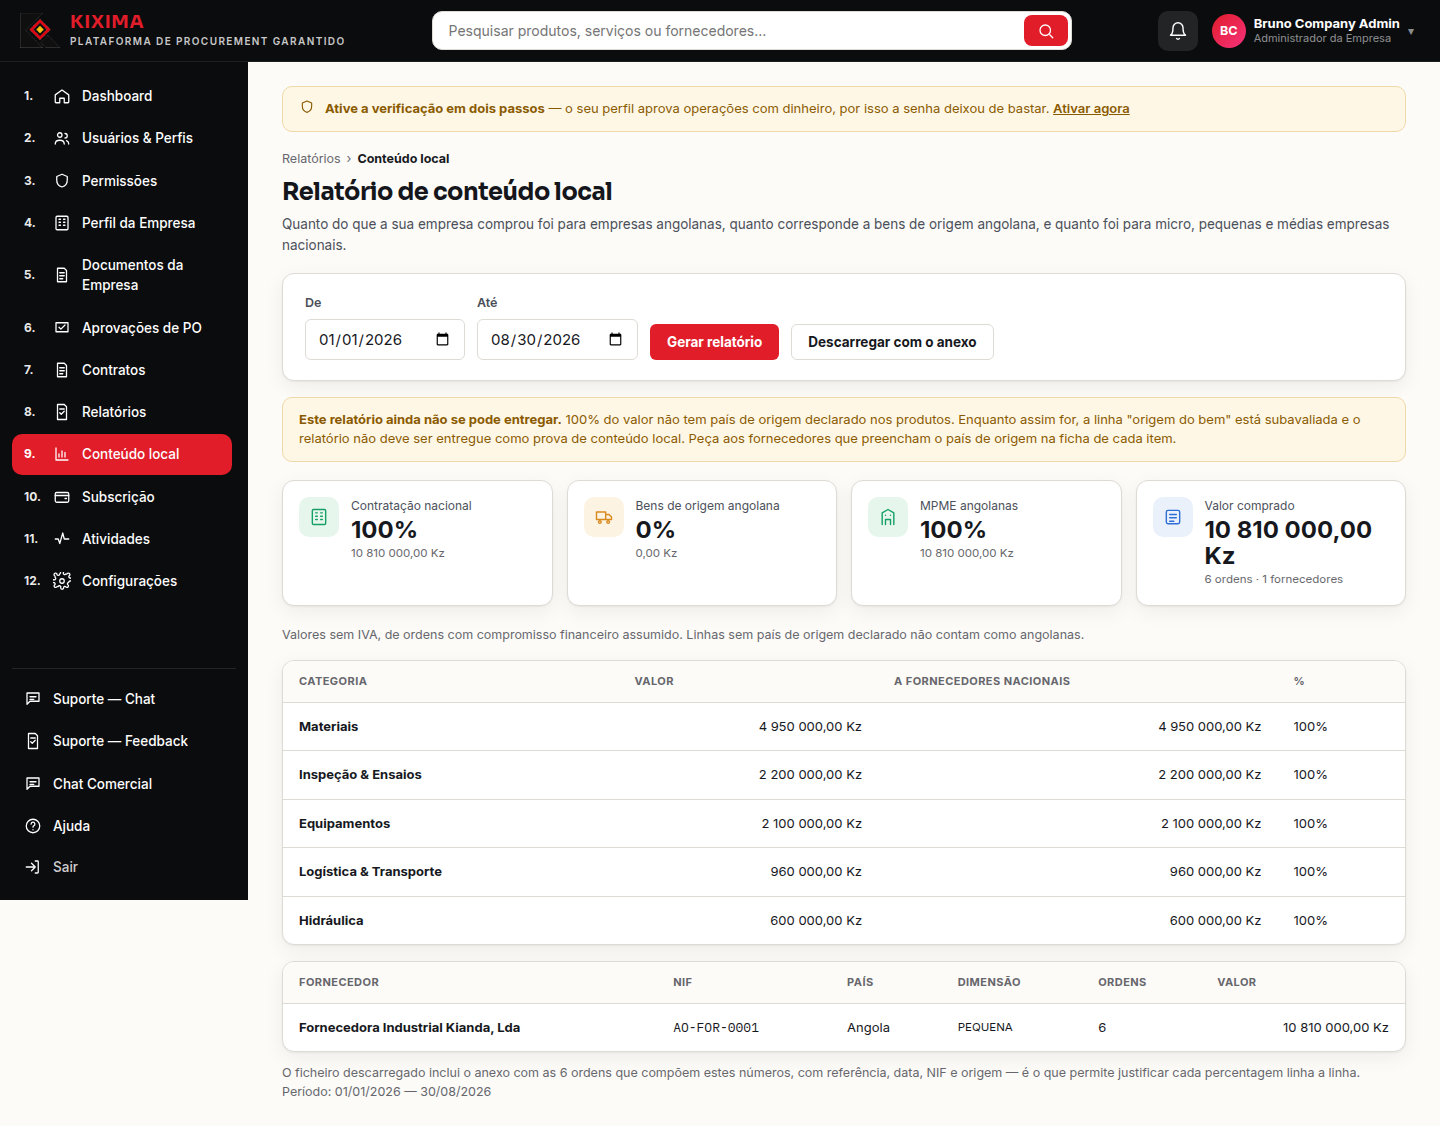 KIXIMA
PLATAFORMA DE PROCUREMENT GARANTIDO
Pesquisar produtos, serviços ou fornecedores...
BC
Bruno Company Admin
Administrador da Empresa
1. Dashboard
2. Usuários & Perfis
3. Permissões
4. Perfil da Empresa
5. Documentos da
Empresa
6. Aprovações de PO
7. Contratos
8. Relatórios
9. Conteúdo local
10. Subscrição
11. Atividades
12. Configurações
Suporte — Chat
Suporte — Feedback
Chat Comercial
Ajuda
Sair
Ative a verificação em dois passos — o seu perfil aprova operações com dinheiro, por isso a senha deixou de bastar. Ativar agora
Relatórios › Conteúdo local
Relatório de conteúdo local
Quanto do que a sua empresa comprou foi para empresas angolanas, quanto corresponde a bens de origem angolana, e quanto foi para micro, pequenas e médias empresas
nacionais.
De
Até
01/01/2026
08/30/2026
Gerar relatório
Descarregar com o anexo
Este relatório ainda não se pode entregar. 100% do valor não tem país de origem declarado nos produtos. Enquanto assim for, a linha "origem do bem" está subavaliada e o
relatório não deve ser entregue como prova de conteúdo local. Peça aos fornecedores que preencham o país de origem na ficha de cada item.
Contratação nacional
100%
10 810 000,00 Kz
Bens de origem angolana
0%
0,00 Kz
MPME angolanas
100%
10 810 000,00 Kz
Valor comprado
10 810 000,00
Kz
6 ordens · 1 fornecedores
Valores sem IVA, de ordens com compromisso financeiro assumido. Linhas sem país de origem declarado não contam como angolanas.
CATEGORIA VALOR A FORNECEDORES NACIONAIS %
Materiais 4 950 000,00 Kz 4 950 000,00 Kz 100%
Inspeção & Ensaios 2 200 000,00 Kz 2 200 000,00 Kz 100%
Equipamentos 2 100 000,00 Kz 2 100 000,00 Kz 100%
Logística & Transporte 960 000,00 Kz 960 000,00 Kz 100%
Hidráulica 600 000,00 Kz 600 000,00 Kz 100%
FORNECEDOR NIF PAÍS DIMENSÃO ORDENS VALOR
Fornecedora Industrial Kianda, Lda AO-FOR-0001 Angola PEQUENA 6 10 810 000,00 Kz
O ficheiro descarregado inclui o anexo com as 6 ordens que compõem estes números, com referência, data, NIF e origem — é o que permite justificar cada percentagem linha a linha.
Período: 01/01/2026 — 30/08/2026